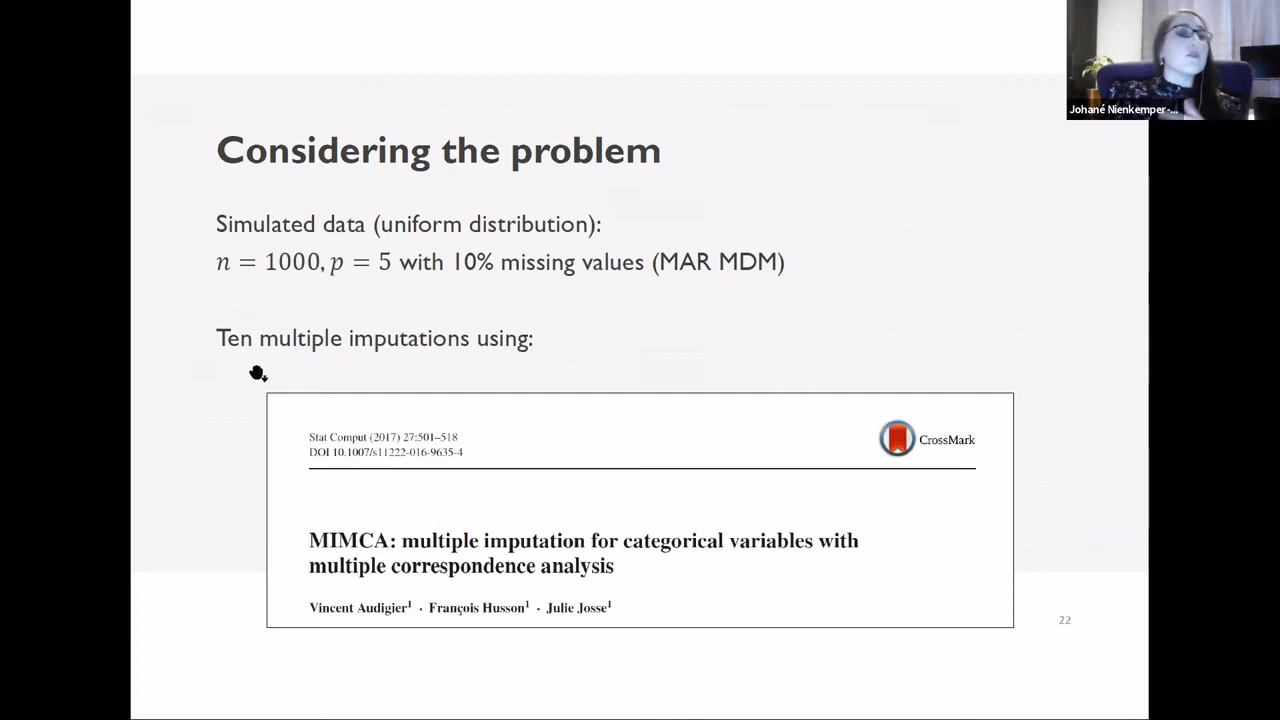 Johané Nienkemper-...
Considering the problem
Simulated data (uniform distribution):
n = 1000, p = 5 with 10% missing values (MAR MDM)
Ten multiple imputations using:
Stat Comput (2017) 27:501–518
DOI 10.1007/s11222-016-9635-4
CrossMark
MIMCA: multiple imputation for categorical variables with
multiple correspondence analysis
Vincent Audigier¹ · François Husson¹ · Julie Josse¹
22